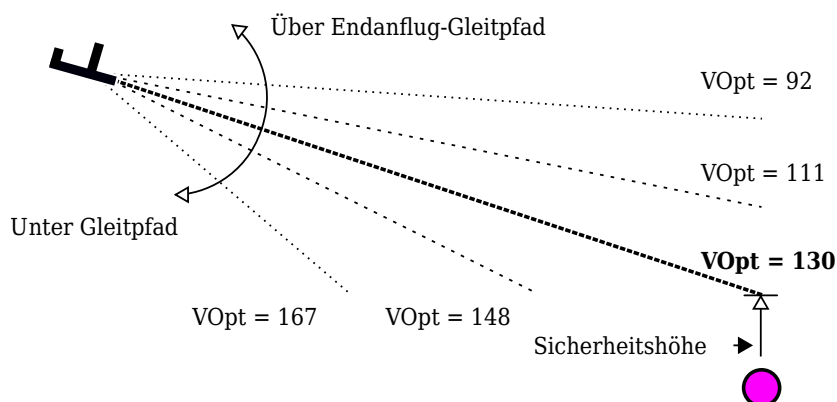 Über Endanflug-Gleitpfad
VOpt = 92
VOpt = 111
Unter Gleitpfad
VOpt = 130
VOpt = 167
VOpt = 148
Sicherheitshöhe